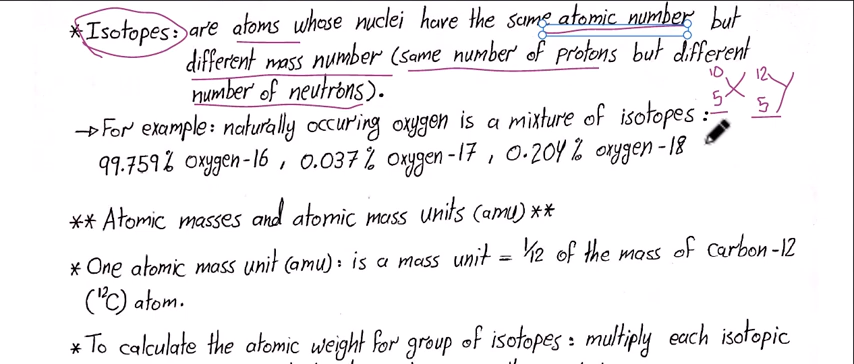 * Isotopes: are atoms whose nuclei have the same atomic number but
different mass number (same number of protons but different
number of neutrons).
10 X 5 12 Y 5
→ For example: naturally occuring oxygen is a mixture of isotopes:
99.759% oxygen-16, 0.037% oxygen-17, 0.204% oxygen-18
** Atomic masses and atomic mass units (amu) **
* One atomic mass unit (amu): is a mass unit = 1/12 of the mass of carbon-12
(¹²C) atom.
* To calculate the atomic weight for group of isotopes: multiply each isotopic